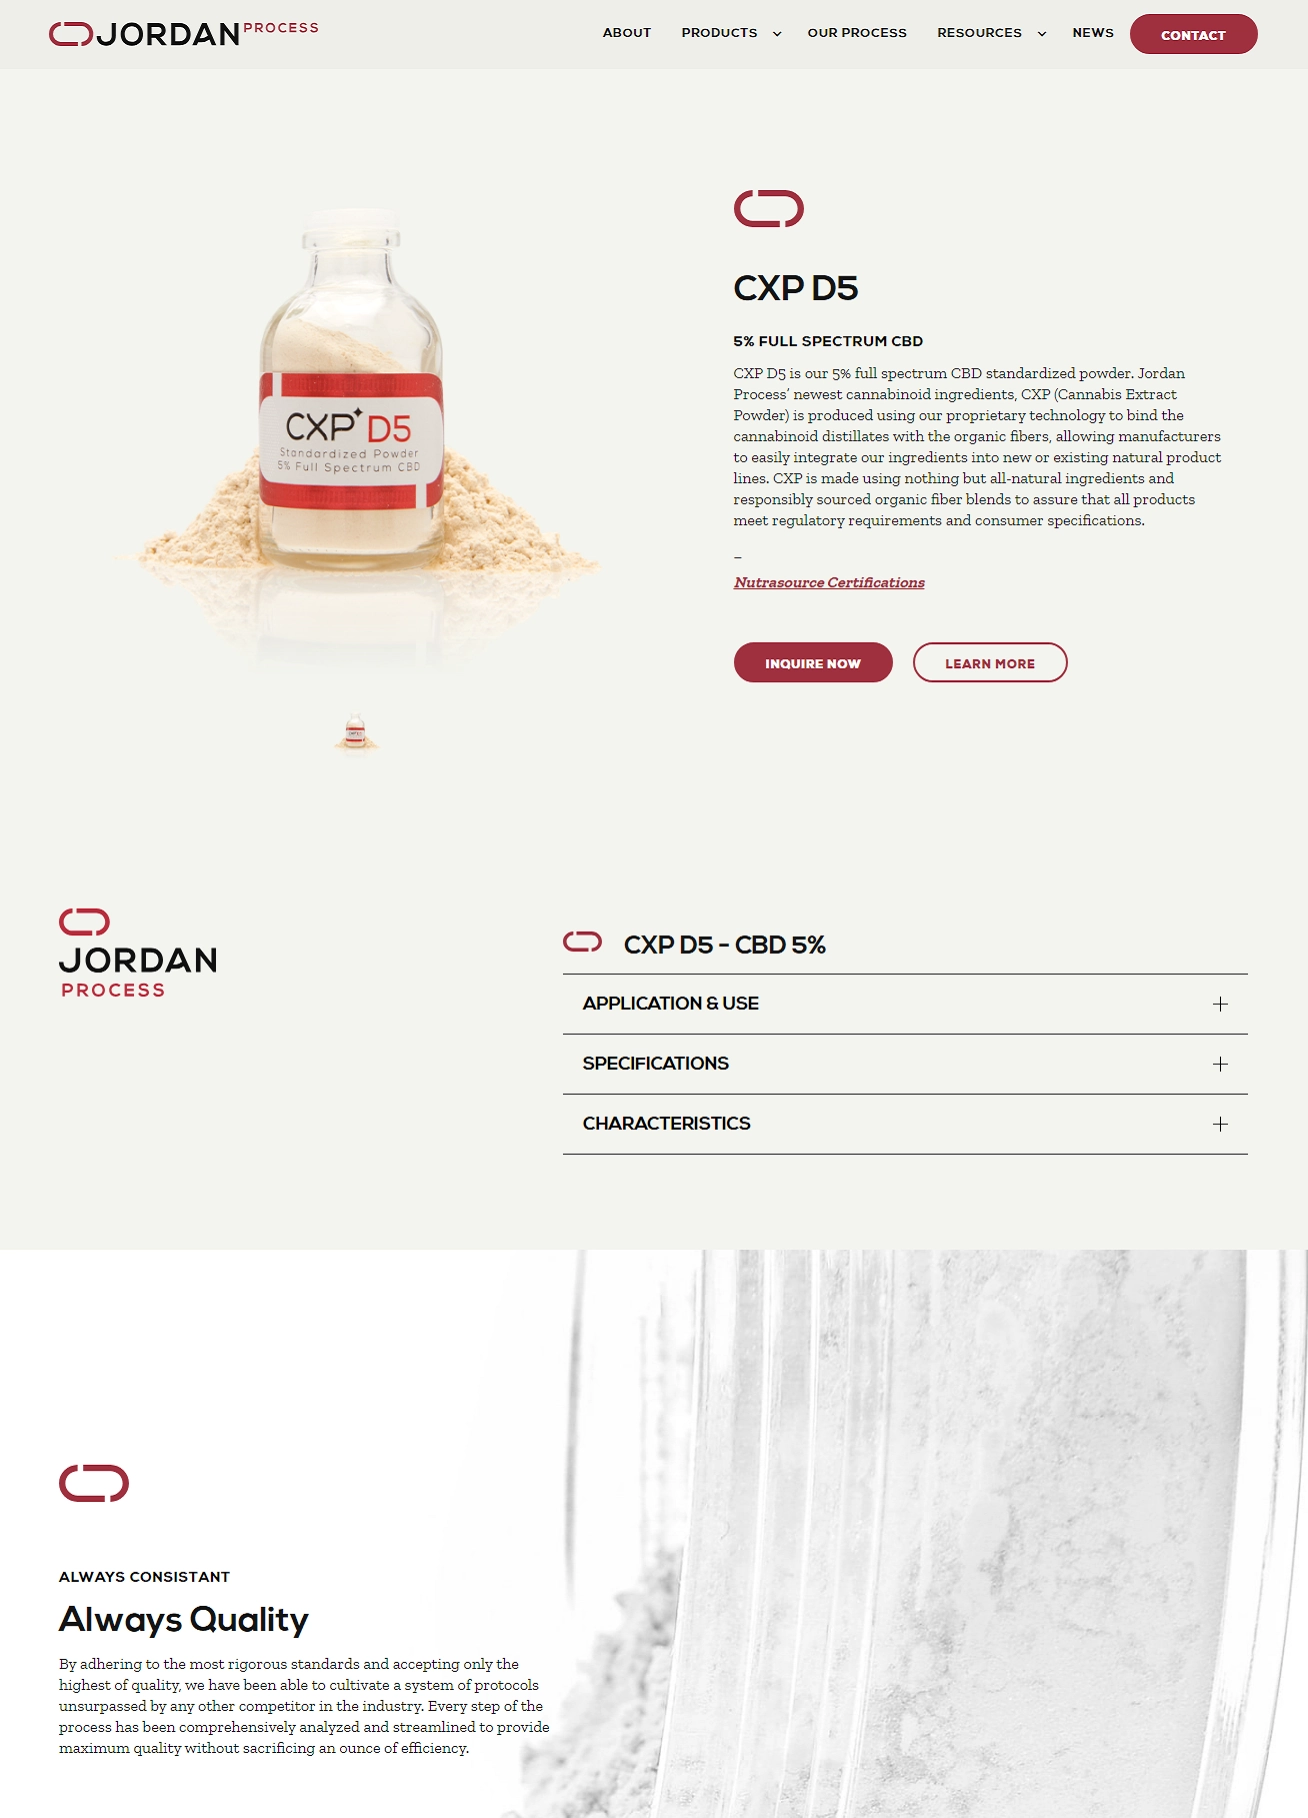 JORDAN PROCESS
ABOUT
PRODUCTS
OUR PROCESS
RESOURCES
NEWS
CONTACT
CXP D5
Standardized Powder
5% Full Spectrum CBD
CXP D5
5% FULL SPECTRUM CBD
CXP D5 is our 5% full spectrum CBD standardized powder. Jordan
Process’ newest cannabinoid ingredients, CXP (Cannabis Extract
Powder) is produced using our proprietary technology to bind the
cannabinoid distillates with the organic fibers, allowing manufacturers
to easily integrate our ingredients into new or existing natural product
lines. CXP is made using nothing but all-natural ingredients and
responsibly sourced organic fiber blends to assure that all products
meet regulatory requirements and consumer specifications.
–
Nutrasource Certifications
INQUIRE NOW
LEARN MORE
JORDAN
PROCESS
CXP D5 - CBD 5%
APPLICATION & USE
SPECIFICATIONS
CHARACTERISTICS
ALWAYS CONSISTANT
Always Quality
By adhering to the most rigorous standards and accepting only the
highest of quality, we have been able to cultivate a system of protocols
unsurpassed by any other competitor in the industry. Every step of the
process has been comprehensively analyzed and streamlined to provide
maximum quality without sacrificing an ounce of efficiency.